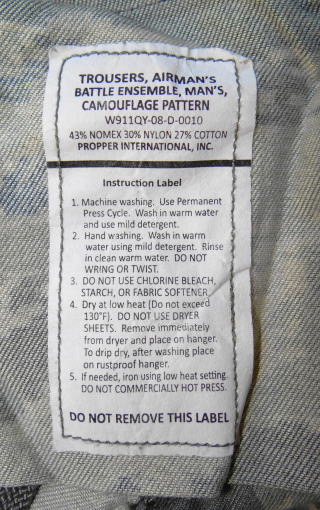 TROUSERS, AIRMAN'S
BATTLE ENSEMBLE, MAN'S,
CAMOUFLAGE PATTERN
W911QY-08-D-0010
43% NOMEX 30% NYLON 27% COTTON
PROPPER INTERNATIONAL, INC.
Instruction Label
1. Machine washing. Use Permanent
Press Cycle. Wash in warm water
and use mild detergent.
2. Hand washing. Wash in warm
water using mild detergent. Rinse
in clean warm water. DO NOT
WRING OR TWIST.
3. DO NOT USE CHLORINE BLEACH,
STARCH, OR FABRIC SOFTENER.
4. Dry at low heat (Do not exceed
130°F). DO NOT USE DRYER
SHEETS. Remove immediately
from dryer and place on hanger.
To drip dry, after washing place
on rustproof hanger.
5. If needed, iron using low heat setting.
DO NOT COMMERCIALLY HOT PRESS.
DO NOT REMOVE THIS LABEL